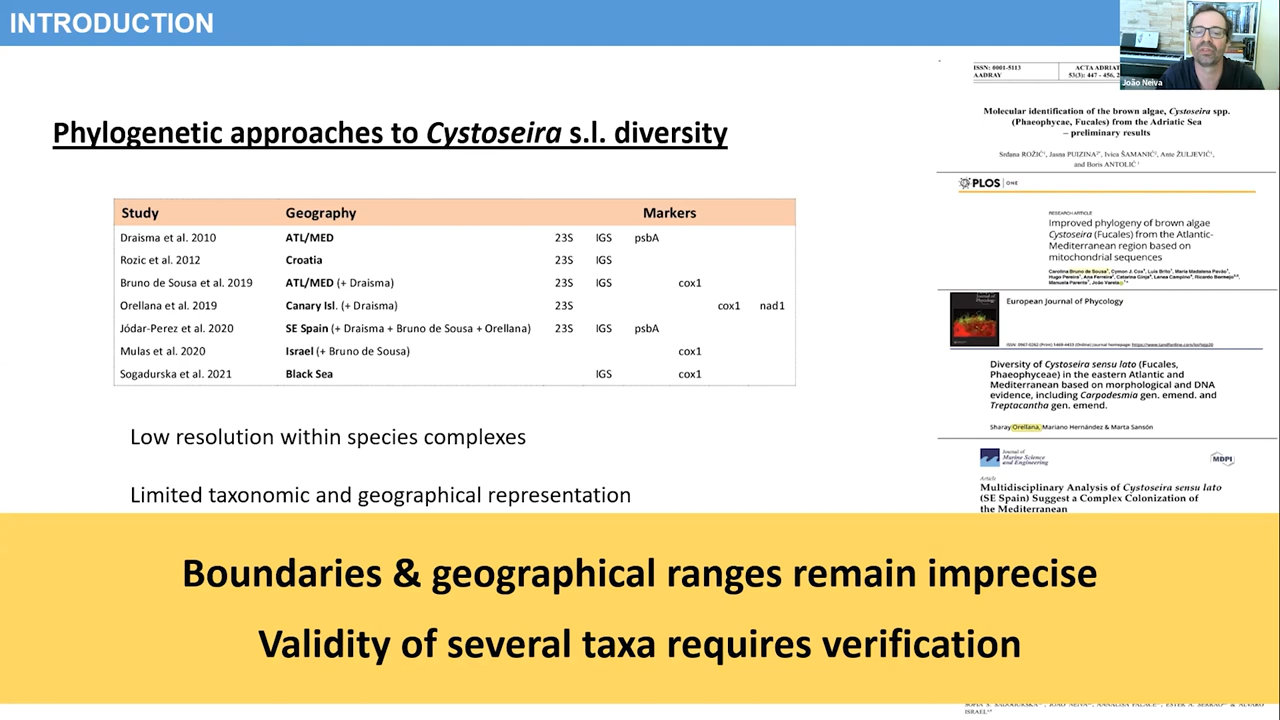 INTRODUCTION
João Neiva
Phylogenetic approaches to Cystoseira s.l. diversity
Study Geography Markers
Draisma et al. 2010 ATL/MED 23S IGS psbA
Rozic et al. 2012 Croatia 23S IGS
Bruno de Sousa et al. 2019 ATL/MED (+ Draisma) 23S IGS cox1
Orellana et al. 2019 Canary Isl. (+ Draisma) 23S cox1 nad1
Jódar-Perez et al. 2020 SE Spain (+ Draisma + Bruno de Sousa + Orellana) 23S IGS psbA
Mulas et al. 2020 Israel (+ Bruno de Sousa) cox1
Sogadurska et al. 2021 Black Sea IGS cox1
Low resolution within species complexes
Limited taxonomic and geographical representation
Boundaries & geographical ranges remain imprecise
Validity of several taxa requires verification
ISSN: 0001-5113 ACTA ADRIAT
AADRAY 53(3): 447 - 456, 2
Molecular identification of the brown algae, Cystoseira spp.
(Phaeophycae, Fucales) from the Adriatic Sea
– preliminary results
and Boris ANTOLIĆ
PLOS ONE
RESEARCH ARTICLE
Improved phylogeny of brown algae
Cystoseira (Fucales) from the Atlantic-
Mediterranean region based on
mitochondrial sequences
Carolina Bruno de Sousa, Cymon J. Cox, Luis Brito, Maria Madalena Pavão,
Hugo Pereira, Ana Ferreira, Catarina Ginja, Leonea Campino, Ricardo Bermejo,
Manuela Parente, João Varela
European Journal of Phycology
Diversity of Cystoseira sensu lato (Fucales,
Phaeophyceae) in the eastern Atlantic and
Mediterranean based on morphological and DNA
evidence, including Carpodesmia gen. emend. and
Treptacantha gen. emend.
Sharay Orellana, Mariano Hernández & Marta Sansón
Journal of
Marine Science
and Engineering
MDPI
Article
Multidisciplinary Analysis of Cystoseira sensu lato
(SE Spain) Suggest a Complex Colonization of
the Mediterranean
ISRAEL